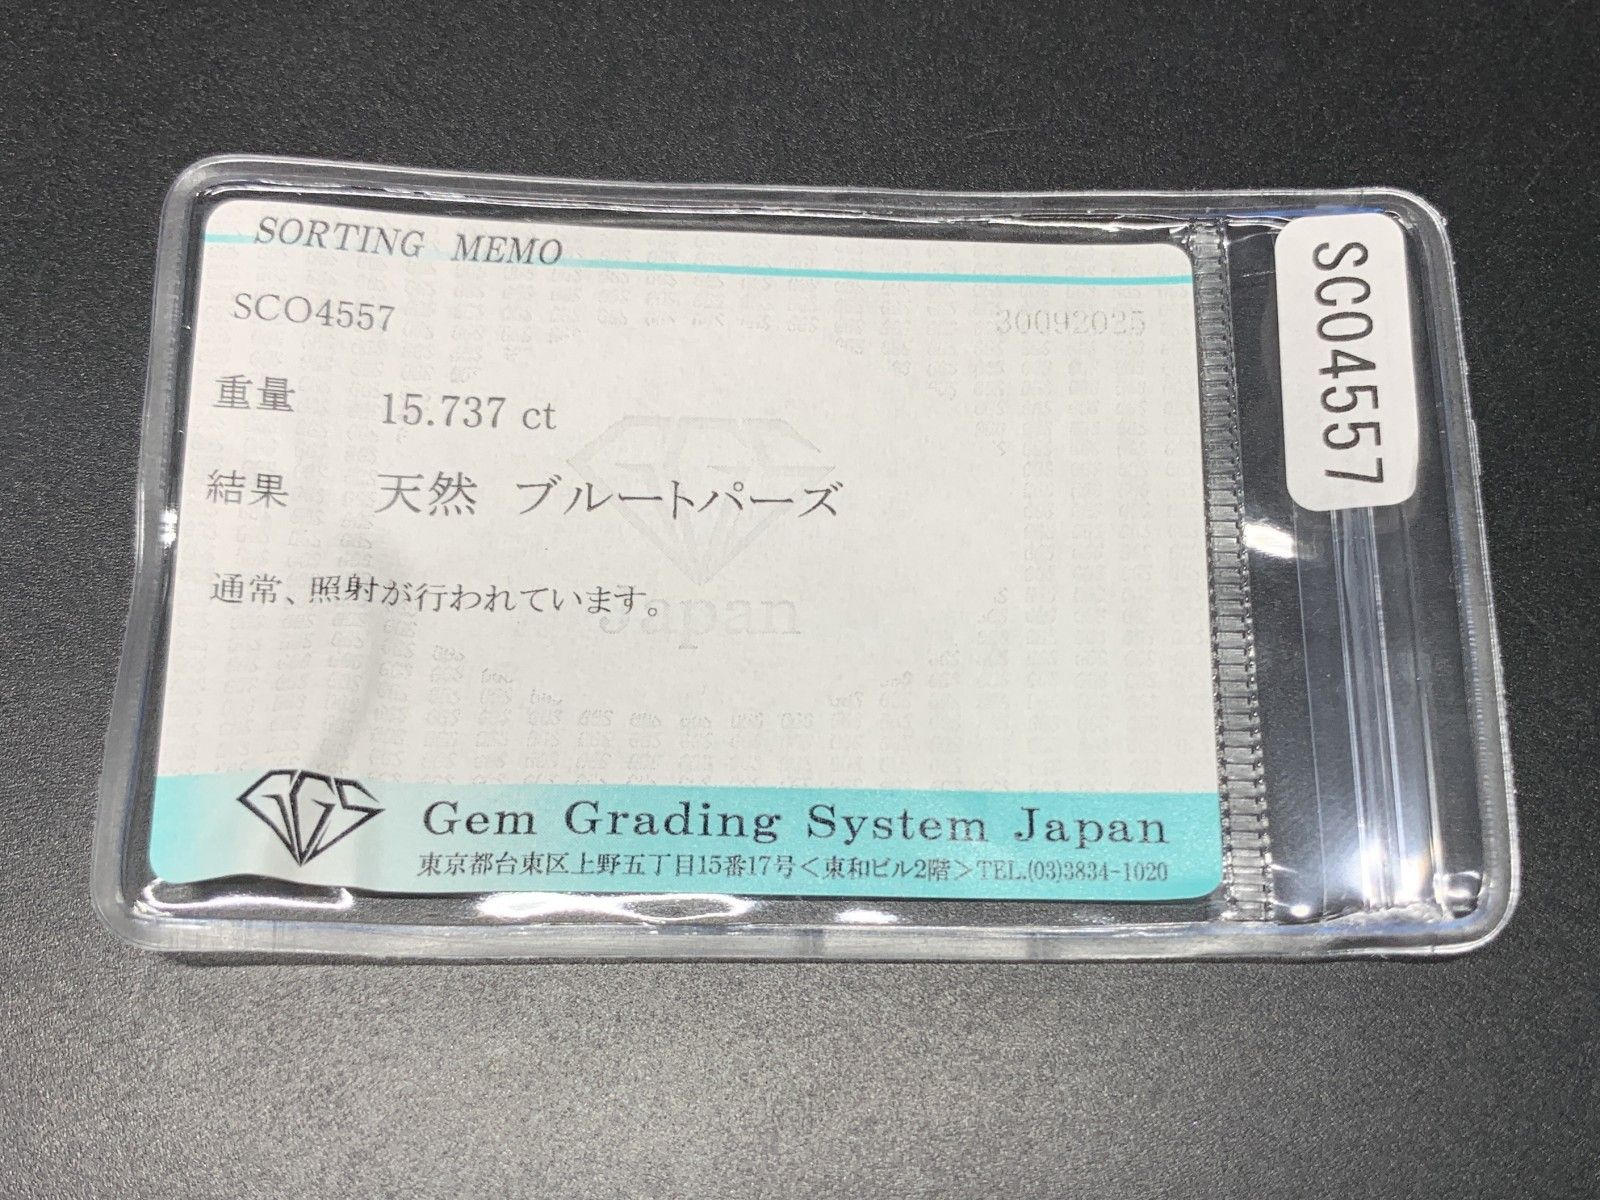 SORTING MEMO
SCO4557 30092025
重量 15.737 ct
結果 天然 ブルートパーズ
通常、照射が行われています。
GGS
Japan
GGS Gem Grading System Japan
東京都台東区上野五丁目15番17号<東和ビル2階>TEL.(03)3834-1020
SCO4557